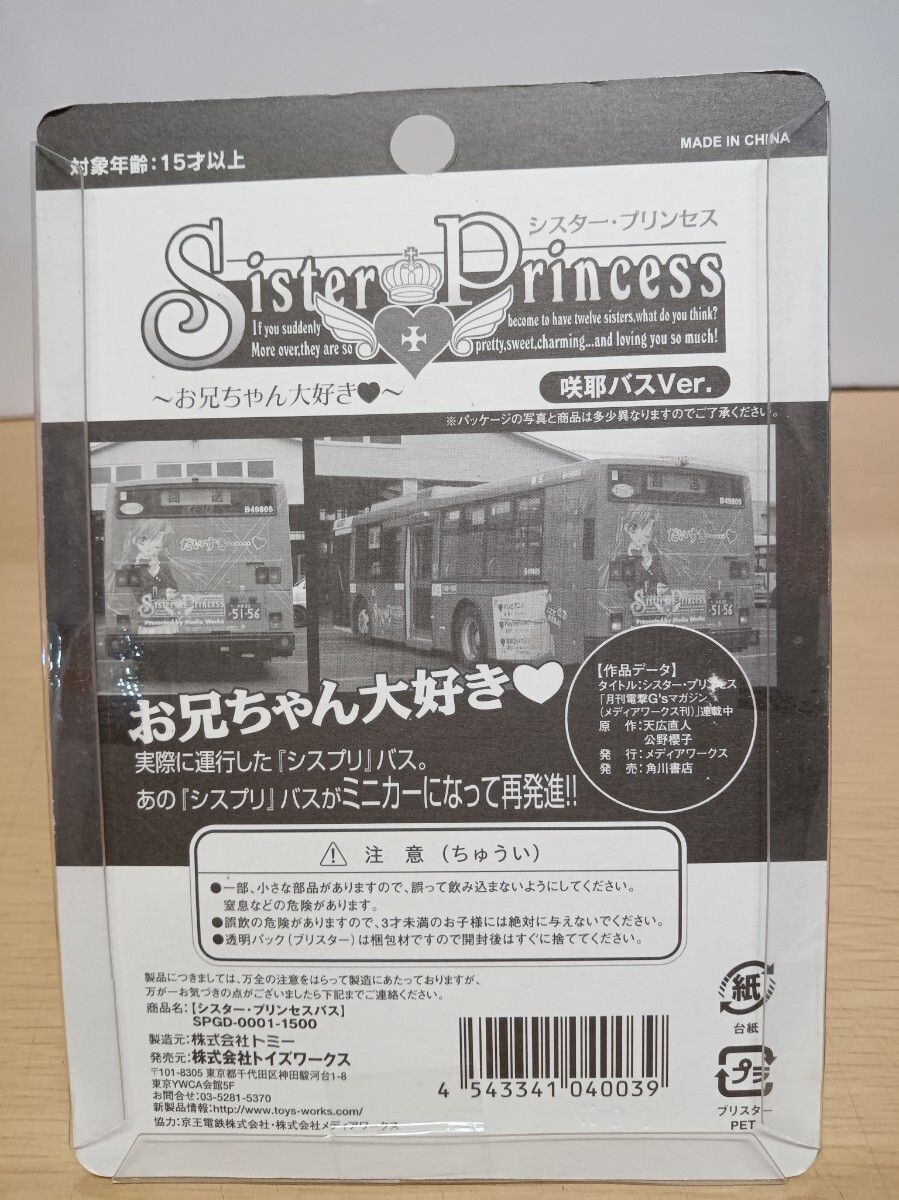 対象年齢：15才以上
MADE IN CHINA
シスター・プリンセス
Sister Princess
If you suddenly become to have twelve sisters,what do you think?
More over,they are so pretty,sweet,charming...and loving you so much!
～お兄ちゃん大好き♥～
咲耶バスVer.
※パッケージの写真と商品は多少異なりますのでご了承ください。
回送
B49805
だいすき……♡
Sister Princess
51-56
Presented by Media Works
B49805
回送
B49805
だいすき……♡
Sister Princess
51-56
Presented by Media Works
お兄ちゃん大好き♥
実際に運行した『シスプリ』バス。
あの『シスプリ』バスがミニカーになって再発進!!
【作品データ】
タイトル：シスター・プリンセス
「月刊電撃G'sマガジン
（メディアワークス刊）」連載中
原　作：天広直人
公野櫻子
発　行：メディアワークス
発　売：角川書店
⚠ 注 意（ちゅうい）
●一部、小さな部品がありますので、誤って飲み込まないようにしてください。
窒息などの危険があります。
●誤飲の危険がありますので、3才未満のお子様には絶対に与えないでください。
●透明パック（ブリスター）は梱包材ですので開封後はすぐに捨ててください。
製品につきましては、万全の注意をはらって製造にあたっておりますが、
万が一お気づきの点がございましたら下記までご連絡ください。
商品名：【シスター・プリンセスバス】
SPGD-0001-1500
製造元：株式会社トミー
発売元：株式会社トイズワークス
〒101-8305 東京都千代田区神田駿河台1-8
東京YWCA会館5F
お問合せ：03-5281-5370
新製品情報：http://www.toys-works.com/
協力：京王電鉄株式会社・株式会社メディアワークス
4 543341 040039
紙
台紙
プラ
ブリスター
PET